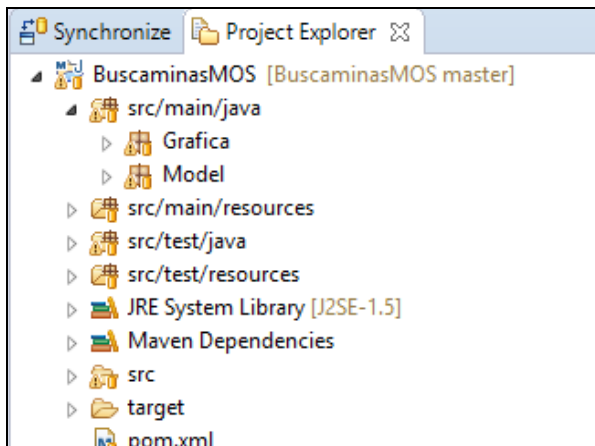 Synchronize Project Explorer
BuscaminasMOS [BuscaminasMOS master]
src/main/java
Grafica
Model
src/main/resources
src/test/java
src/test/resources
JRE System Library [J2SE-1.5]
Maven Dependencies
src
target
pom.xml